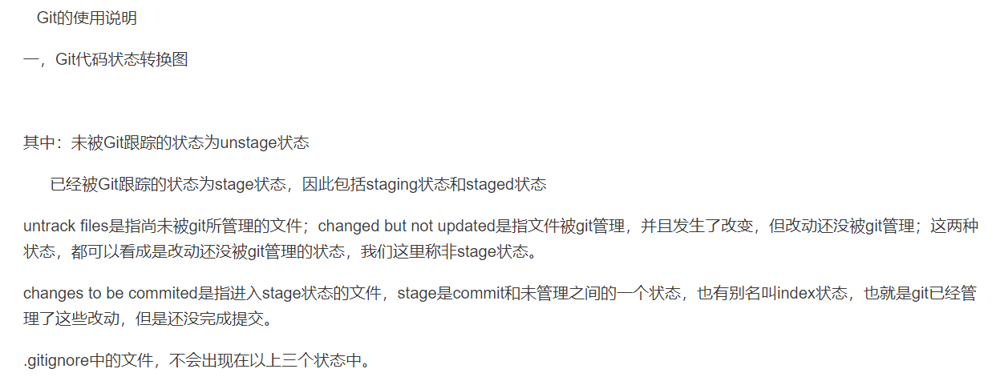 Git的使用说明
一，Git代码状态转换图
其中：未被Git跟踪的状态为unstage状态
已经被Git跟踪的状态为stage状态，因此包括staging状态和staged状态
untrack files是指尚未被git所管理的文件；changed but not updated是指文件被git管理，并且发生了改变，但改动还没被git管理；这两种
状态，都可以看成是改动还没被git管理的状态，我们这里称非stage状态。
changes to be commited是指进入stage状态的文件，stage是commit和未管理之间的一个状态，也有别名叫index状态，也就是git已经管
理了这些改动，但是还没完成提交。
.gitignore中的文件，不会出现在以上三个状态中。